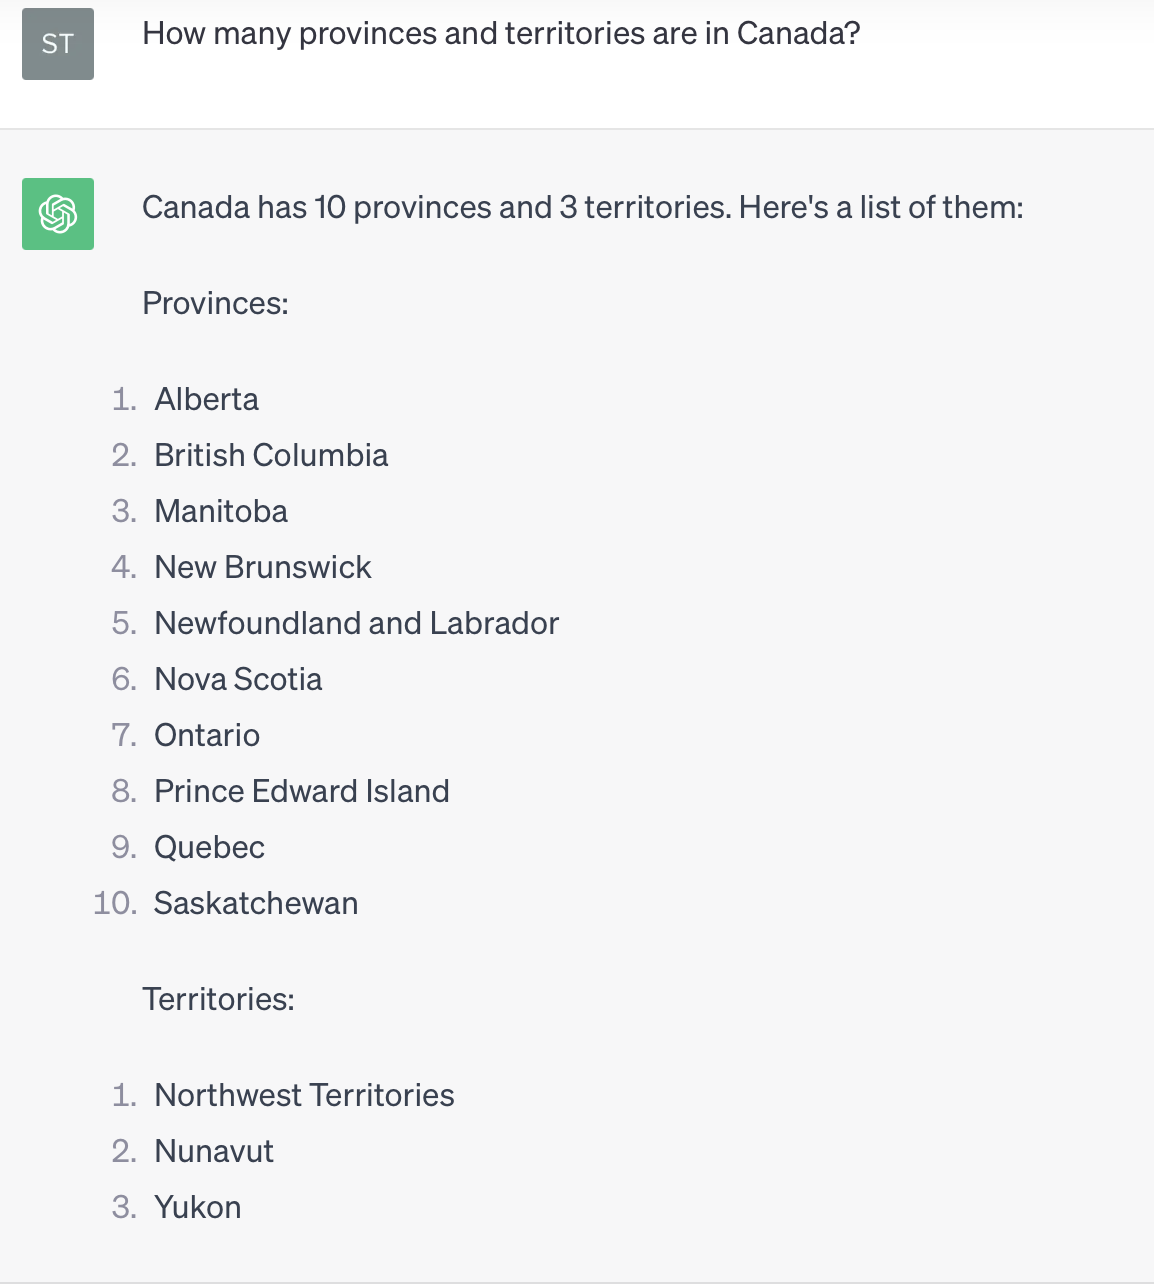 ST
How many provinces and territories are in Canada?
Canada has 10 provinces and 3 territories. Here's a list of them:
Provinces:
1. Alberta
2. British Columbia
3. Manitoba
4. New Brunswick
5. Newfoundland and Labrador
6. Nova Scotia
7. Ontario
8. Prince Edward Island
9. Quebec
10. Saskatchewan
Territories:
1. Northwest Territories
2. Nunavut
3. Yukon